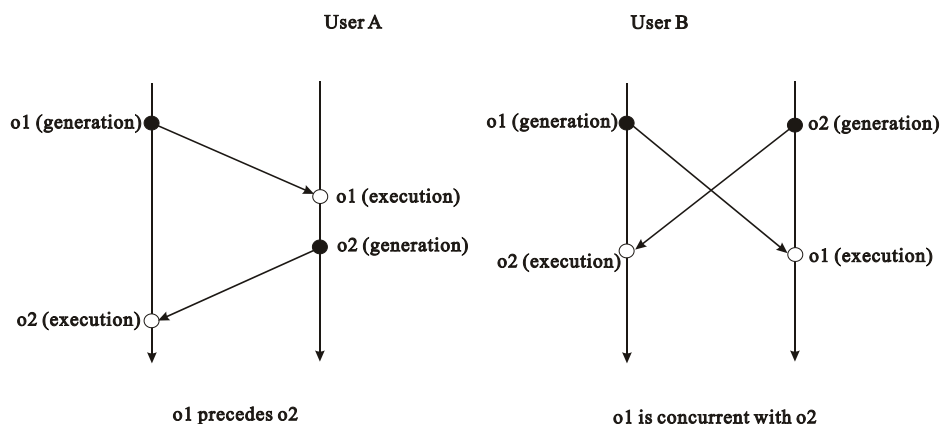 User A
User B
o1 (generation)
o1 (execution)
o2 (generation)
o2 (execution)
o1 precedes o2
o1 (generation)
o2 (generation)
o2 (execution)
o1 (execution)
o1 is concurrent with o2